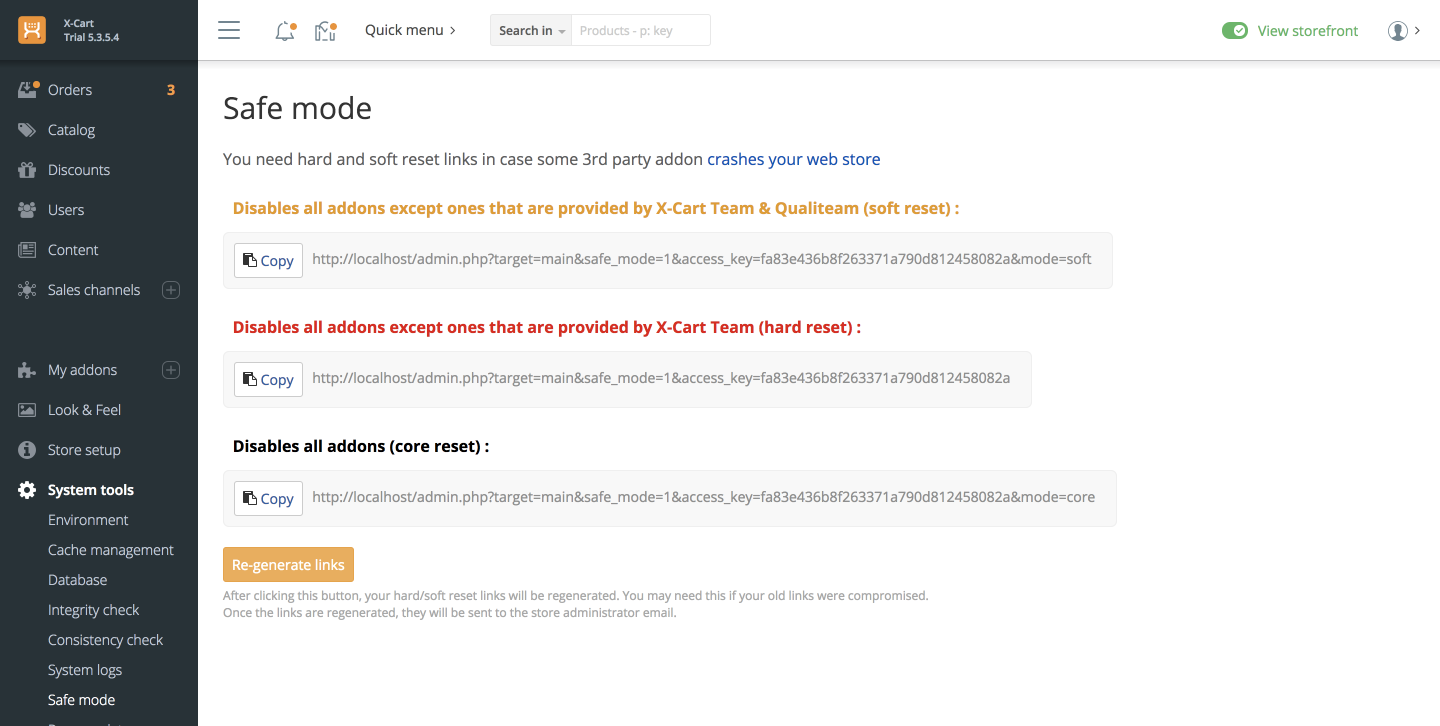 X-Cart
Trial 5.3.5.4
Quick menu
Search in
Products - p: key
View storefront
Orders
3
Catalog
Discounts
Users
Content
Sales channels
My addons
Look & Feel
Store setup
System tools
Environment
Cache management
Database
Integrity check
Consistency check
System logs
Safe mode
Safe mode
You need hard and soft reset links in case some 3rd party addon crashes your web store
Disables all addons except ones that are provided by X-Cart Team & Qualiteam (soft reset) :
Copy http://localhost/admin.php?target=main&safe_mode=1&access_key=fa83e436b8f263371a790d812458082a&mode=soft
Disables all addons except ones that are provided by X-Cart Team (hard reset) :
Copy http://localhost/admin.php?target=main&safe_mode=1&access_key=fa83e436b8f263371a790d812458082a
Disables all addons (core reset) :
Copy http://localhost/admin.php?target=main&safe_mode=1&access_key=fa83e436b8f263371a790d812458082a&mode=core
Re-generate links
After clicking this button, your hard/soft reset links will be regenerated. You may need this if your old links were compromised.
Once the links are regenerated, they will be sent to the store administrator email.